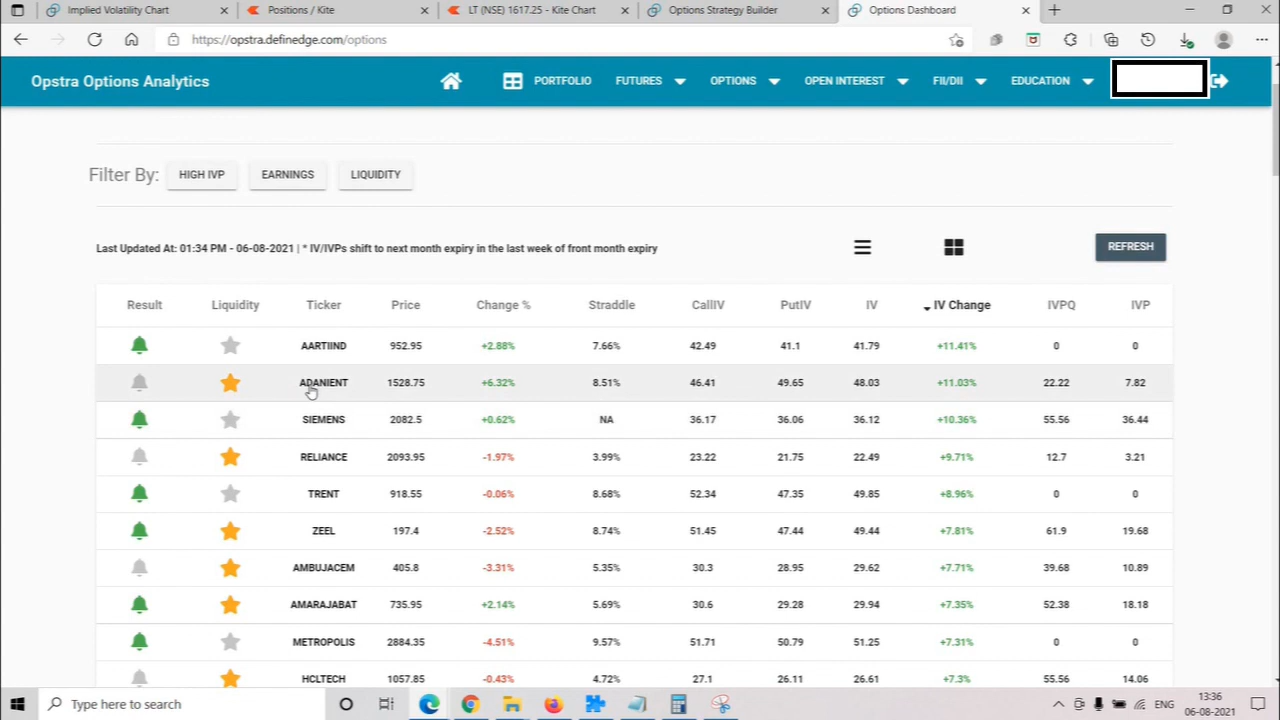 Implied Volatility Chart
Positions / Kite
LT (NSE) 1617.25 - Kite Chart
Options Strategy Builder
Options Dashboard
https://opstra.definedge.com/options
Opstra Options Analytics
PORTFOLIO FUTURES OPTIONS OPEN INTEREST FII/DII EDUCATION
Filter By: HIGH IVP EARNINGS LIQUIDITY
Last Updated At: 01:34 PM - 06-08-2021 | * IV/IVPs shift to next month expiry in the last week of front month expiry
REFRESH
Result Liquidity Ticker Price Change % Straddle CallIV PutIV IV IV Change IVPQ IVP
AARTIIND 952.95 +2.88% 7.66% 42.49 41.1 41.79 +11.41% 0 0
ADANIENT 1528.75 +6.32% 8.51% 46.41 49.65 48.03 +11.03% 22.22 7.82
SIEMENS 2082.5 +0.62% NA 36.17 36.06 36.12 +10.36% 55.56 36.44
RELIANCE 2093.95 -1.97% 3.99% 23.22 21.75 22.49 +9.71% 12.7 3.21
TRENT 918.55 -0.06% 8.68% 52.34 47.35 49.85 +8.96% 0 0
ZEEL 197.4 -2.52% 8.74% 51.45 47.44 49.44 +7.81% 61.9 19.68
AMBUJACEM 405.8 -3.31% 5.35% 30.3 28.95 29.62 +7.71% 39.68 10.89
AMARAJABAT 735.95 +2.14% 5.69% 30.6 29.28 29.94 +7.35% 52.38 18.18
METROPOLIS 2884.35 -4.51% 9.57% 51.71 50.79 51.25 +7.31% 0 0
HCLTECH 1057.85 -0.43% 4.72% 27.1 26.11 26.61 +7.3% 55.56 14.06
Type here to search
ENG
13:36
06-08-2021